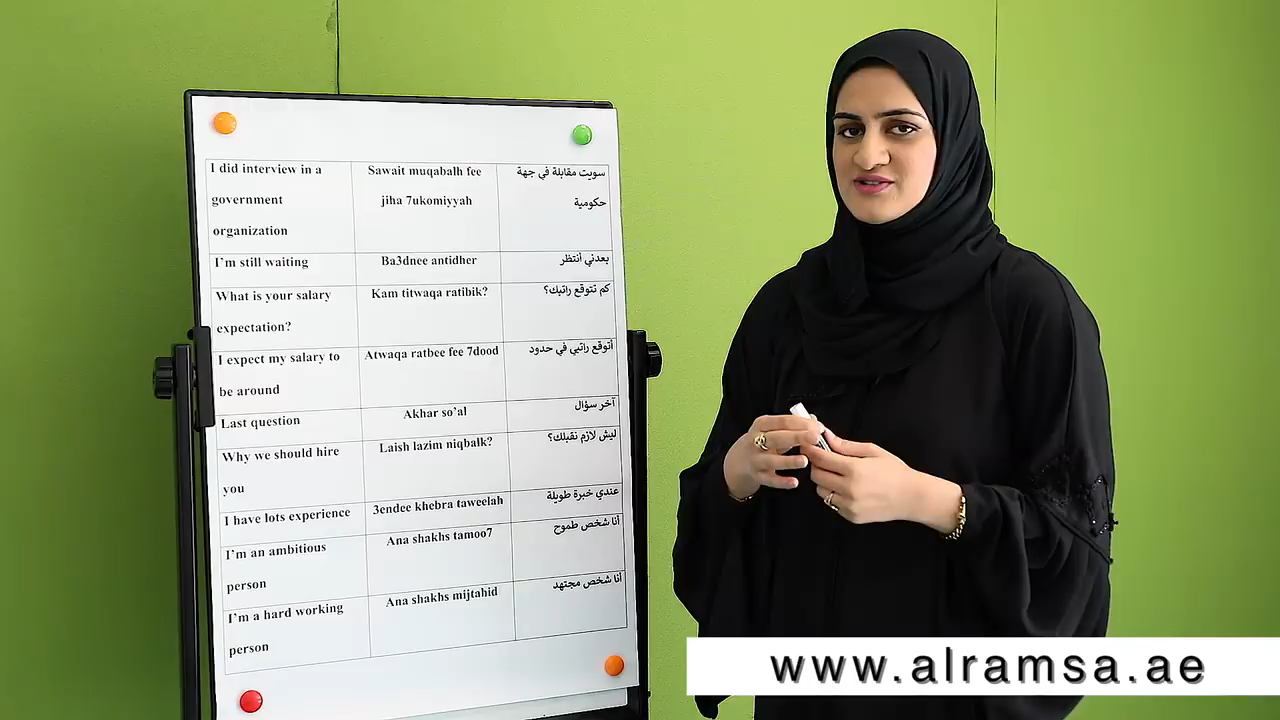 I did interview in a
government
organization
Sawait muqabalh fee
jiha 7ukomiyyah
سويت مقابلة في جهة
حكومية
I'm still waiting
Ba3dnee antidher
بعدني أنتظر
What is your salary
expectation?
Kam titwaqa ratibik?
كم تتوقع راتبك؟
I expect my salary to
be around
Atwaqa ratbee fee 7dood
أتوقع راتبي في حدود
Last question
Akhar so'al
آخر سؤال
Why we should hire
you
Laish lazim niqbalk?
ليش لازم نقبلك؟
I have lots experience
3endee khebra taweelah
عندي خبرة طويلة
I'm an ambitious
person
Ana shakhs tamoo7
أنا شخص طموح
I'm a hard working
person
Ana shakhs mijtahid
أنا شخص مجتهد
www.alramsa.ae